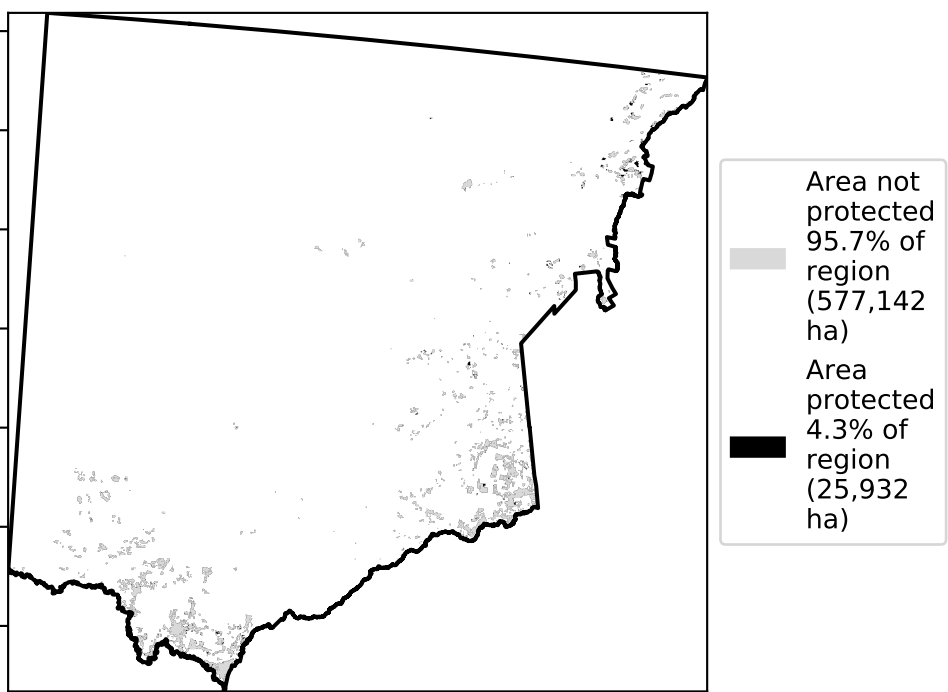 Area not
protected
95.7% of
region
(577,142
ha)
Area
protected
4.3% of
region
(25,932
ha)